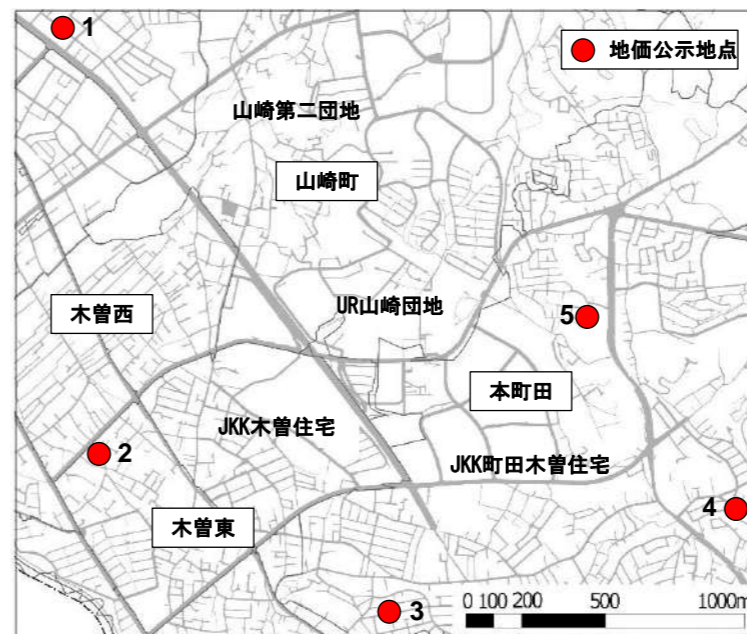 1
地価公示地点
山崎第二団地
山崎町
UR山崎団地
木曽西
5
本町田
JKK木曽住宅
2
JKK町田木曽住宅
4
木曽東
3
0 100 200 500 1000m